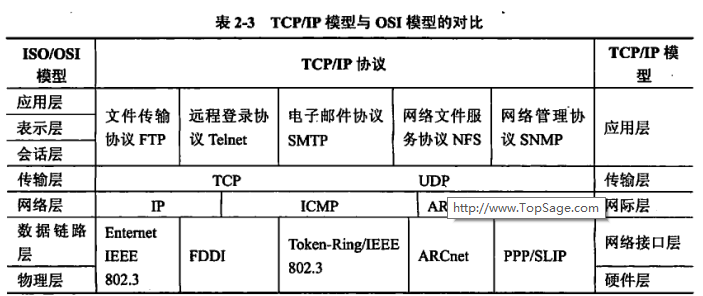 表 2-3 TCP/IP 模型与 OSI 模型的对比
ISO/OSI 模型
TCP/IP 协议
TCP/IP 模型
应用层
表示层
会话层
文件传输协议 FTP
远程登录协议 Telnet
电子邮件协议 SMTP
网络文件服务协议 NFS
网络管理协议 SNMP
应用层
传输层
TCP
UDP
传输层
网络层
IP
ICMP
http://www.TopSage.com
网际层
数据链路层
物理层
Enternet IEEE 802.3
FDDI
Token-Ring/IEEE 802.3
ARCnet
PPP/SLIP
网络接口层
硬件层